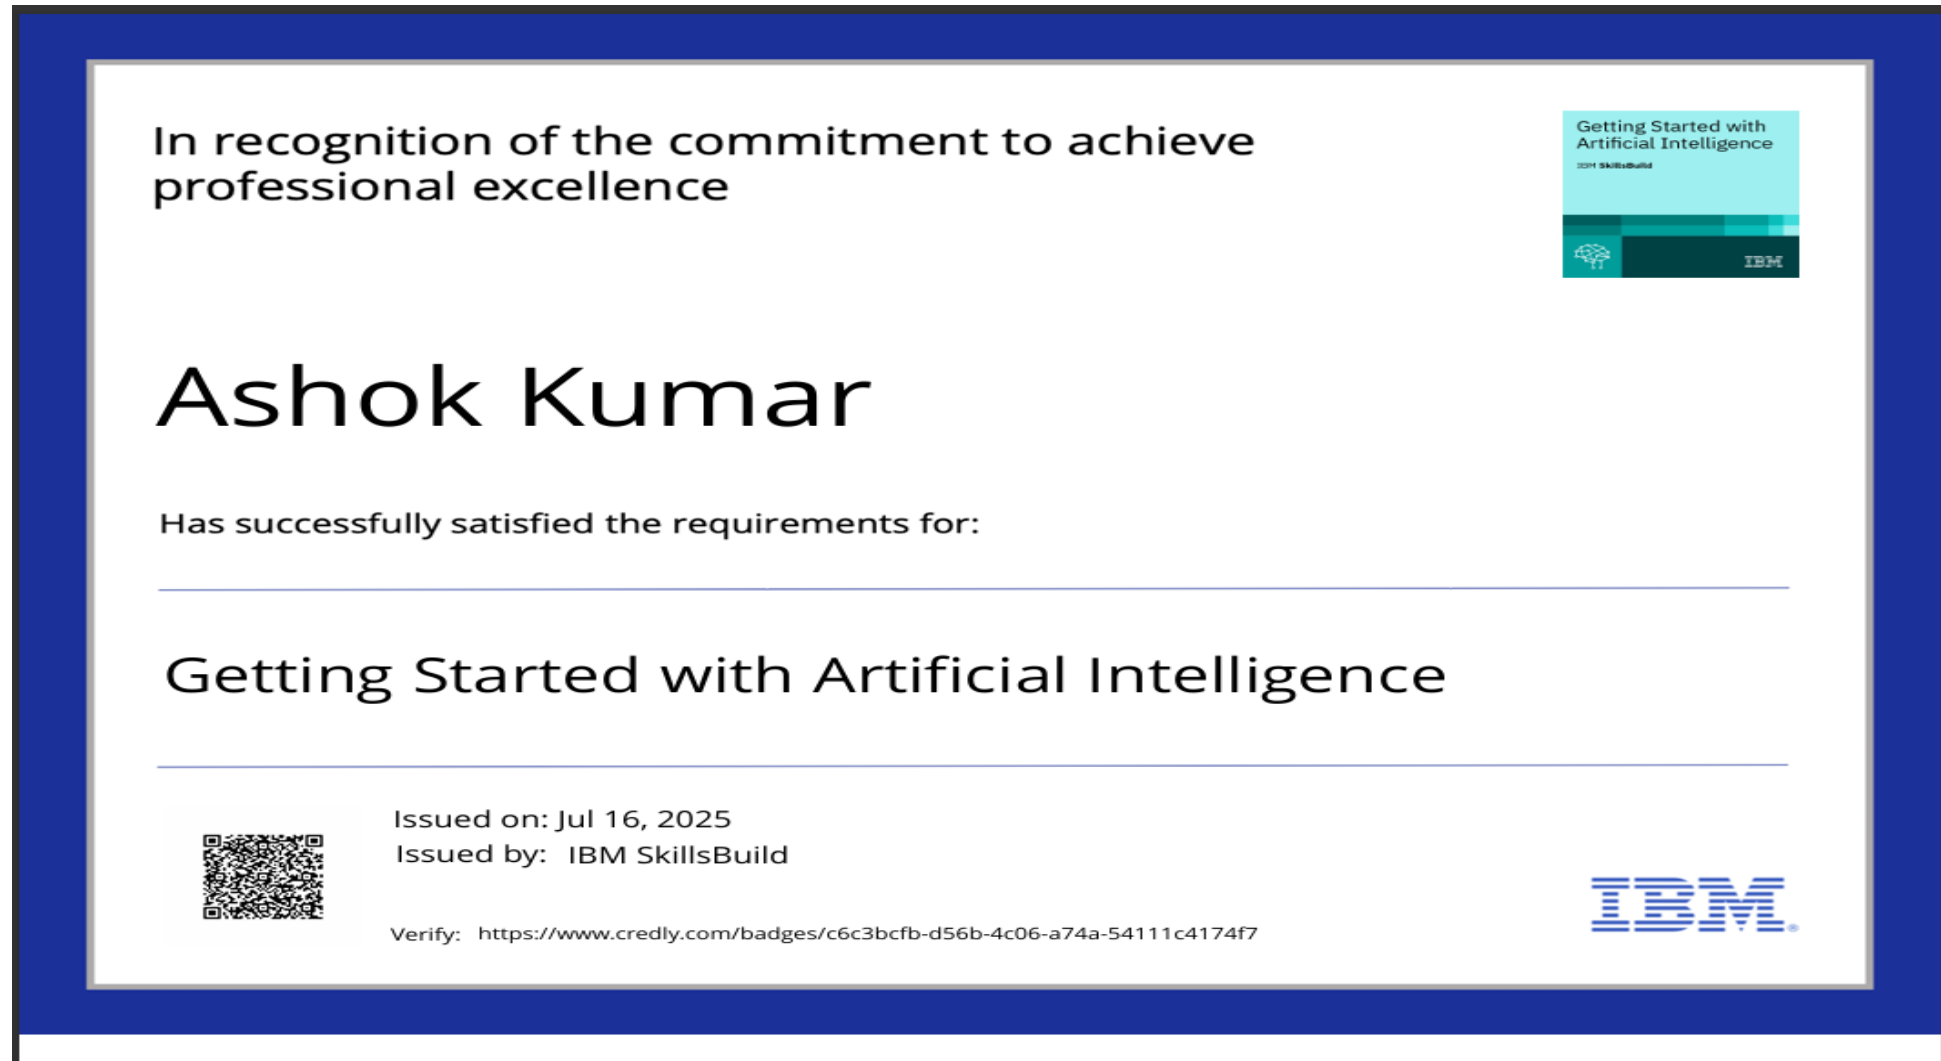 In recognition of the commitment to achieve
professional excellence
Getting Started with
Artificial Intelligence
IBM SkillsBuild
IBM
Ashok Kumar
Has successfully satisfied the requirements for:
Getting Started with Artificial Intelligence
Issued on: Jul 16, 2025
Issued by: IBM SkillsBuild
Verify: https://www.credly.com/badges/c6c3bcfb-d56b-4c06-a74a-54111c4174f7
IBM®